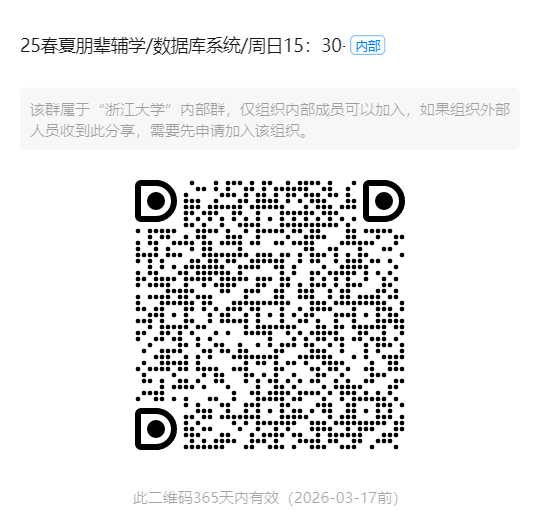 25春夏朋辈辅学/数据库系统/周日15：30- 内部
该群属于“浙江大学”内部群，仅组织内部成员可以加入，如果组织外部
人员收到此分享，需要先申请加入该组织。
此二维码365天内有效（2026-03-17前）